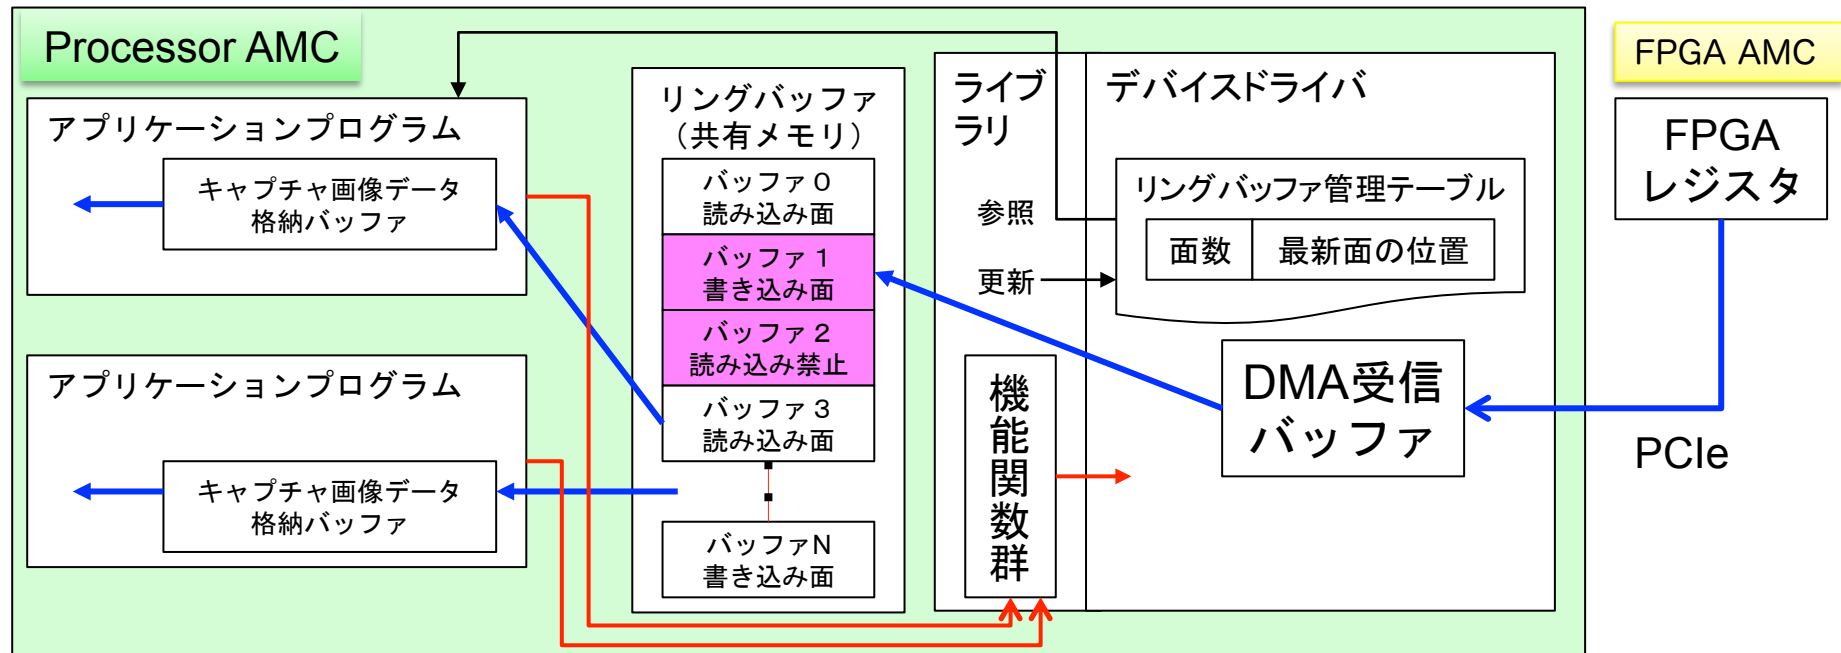 Processor AMC
アプリケーションプログラム
キャプチャ画像データ
格納バッファ
アプリケーションプログラム
キャプチャ画像データ
格納バッファ
リングバッファ
（共有メモリ）
バッファ０
読み込み面
バッファ１
書き込み面
バッファ２
読み込み禁止
バッファ３
読み込み面
バッファN
書き込み面
ライブ
ラリ
参照
更新
機
能
関
数
群
デバイスドライバ
リングバッファ管理テーブル
面数
最新面の位置
DMA受信
バッファ
FPGA AMC
FPGA
レジスタ
PCIe